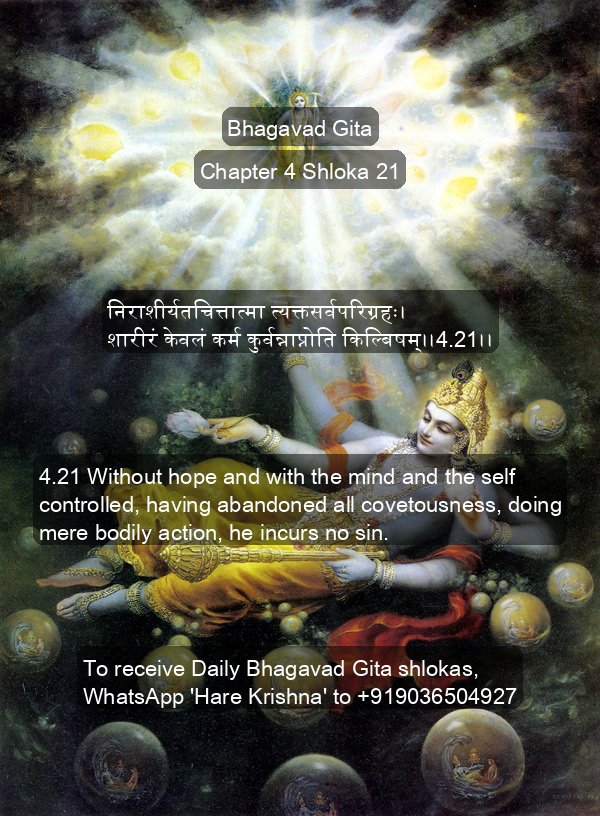 Bhagavad Gita
Chapter 4 Shloka 21
निराशीर्यतचित्तात्मा त्यक्तसर्वपरिग्रहः।
शारीरं केवलं कर्म कुर्वन्नाप्नोति किल्बिषम्।।4.21।।
4.21 Without hope and with the mind and the self
controlled, having abandoned all covetousness, doing
mere bodily action, he incurs no sin.
To receive Daily Bhagavad Gita shlokas,
WhatsApp 'Hare Krishna' to +919036504927